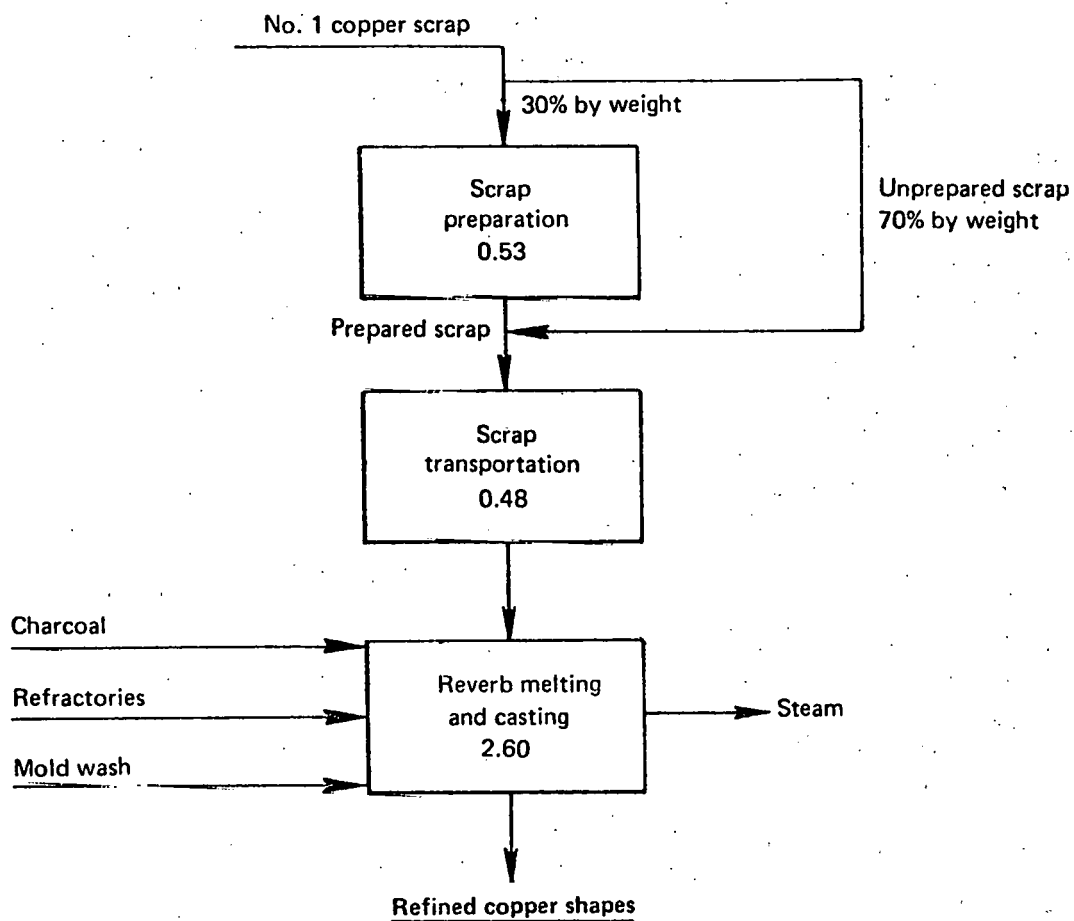 No. 1 copper scrap
30% by weight
Scrap
preparation
0.53
Unprepared scrap
70% by weight
Prepared scrap
Scrap
transportation
0.48
Charcoal
Refractories
Mold wash
Reverb melting
and casting
2.60
Steam
Refined copper shapes